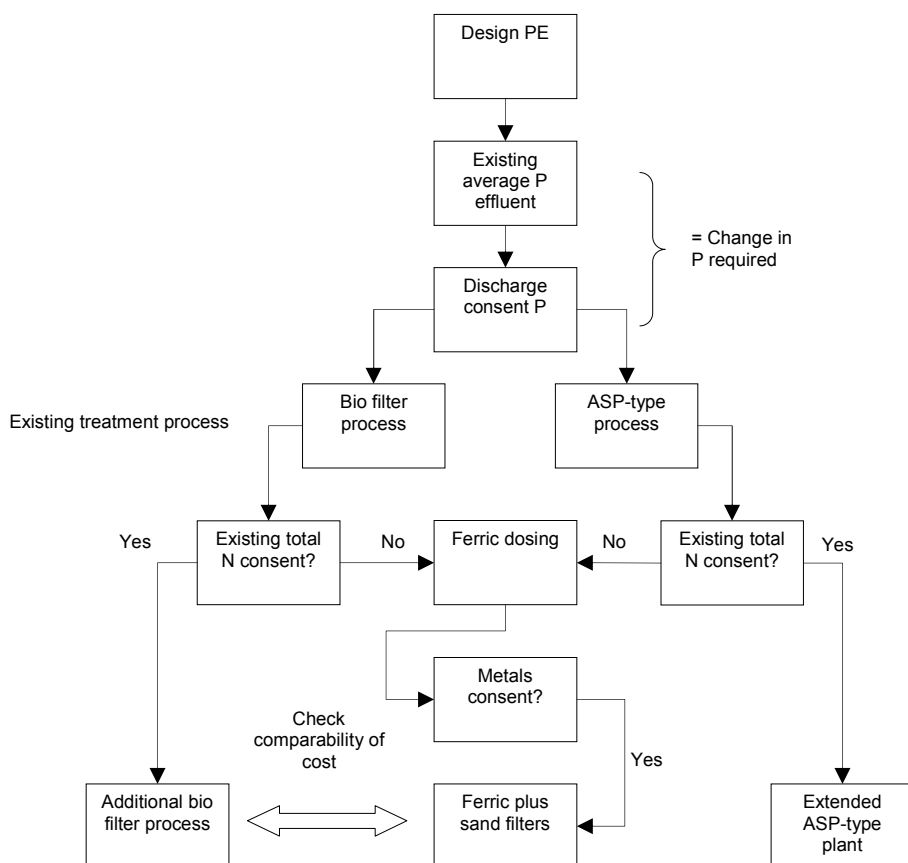 Design PE
Existing
average P
effluent
= Change in
P required
Discharge
consent P
Existing treatment process
Bio filter
process
ASP-type
process
Yes
Existing total
N consent?
No
Ferric dosing
No
Existing total
N consent?
Yes
Metals
consent?
Check
comparability of
cost
Yes
Additional bio
filter process
Ferric plus
sand filters
Extended
ASP-type
plant